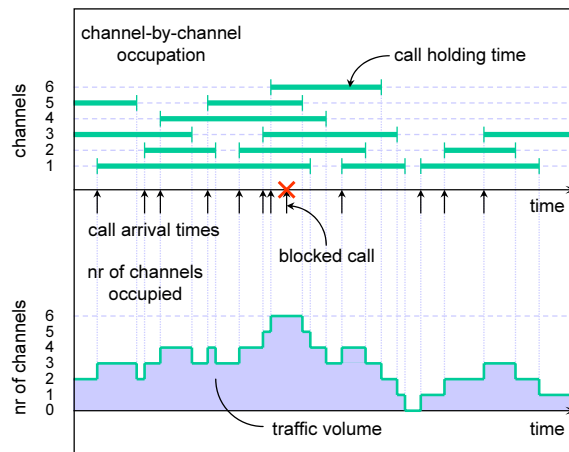 channel-by-channel
occupation
call holding time
channels
6
5
4
3
2
1
time
call arrival times
blocked call
nr of channels
occupied
nr of channels
6
5
4
3
2
1
0
traffic volume
time